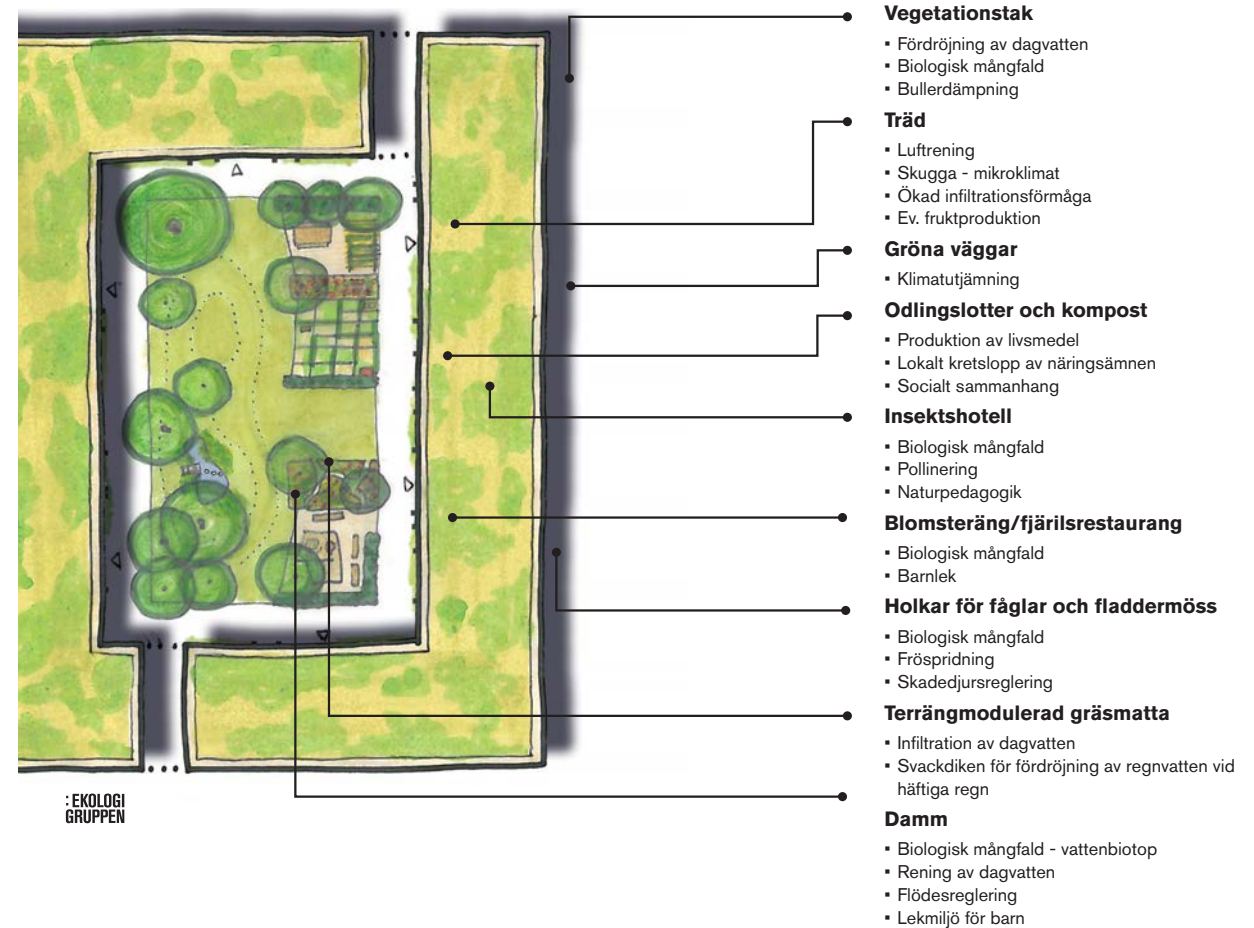 Vegetationstak
▪ Fördröjning av dagvatten
▪ Biologisk mångfald
▪ Bullerdämpning
Träd
▪ Luftrening
▪ Skugga - mikroklimat
▪ Ökad infiltrationsförmåga
▪ Ev. fruktproduktion
Gröna väggar
▪ Klimatutjämning
Odlingslotter och kompost
▪ Produktion av livsmedel
▪ Lokalt kretslopp av näringsämnen
▪ Socialt sammanhang
Insektshotell
▪ Biologisk mångfald
▪ Pollinering
▪ Naturpedagogik
Blomsteräng/fjärilsrestaurang
▪ Biologisk mångfald
▪ Barnlek
Holkar för fåglar och fladdermöss
▪ Biologisk mångfald
▪ Fröspridning
▪ Skadedjursreglering
Terrängmodulerad gräsmatta
▪ Infiltration av dagvatten
▪ Svackdiken för fördröjning av regnvatten vid
häftiga regn
Damm
▪ Biologisk mångfald - vattenbiotop
▪ Rening av dagvatten
▪ Flödesreglering
▪ Lekmiljö för barn
: EKOLOGI
GRUPPEN